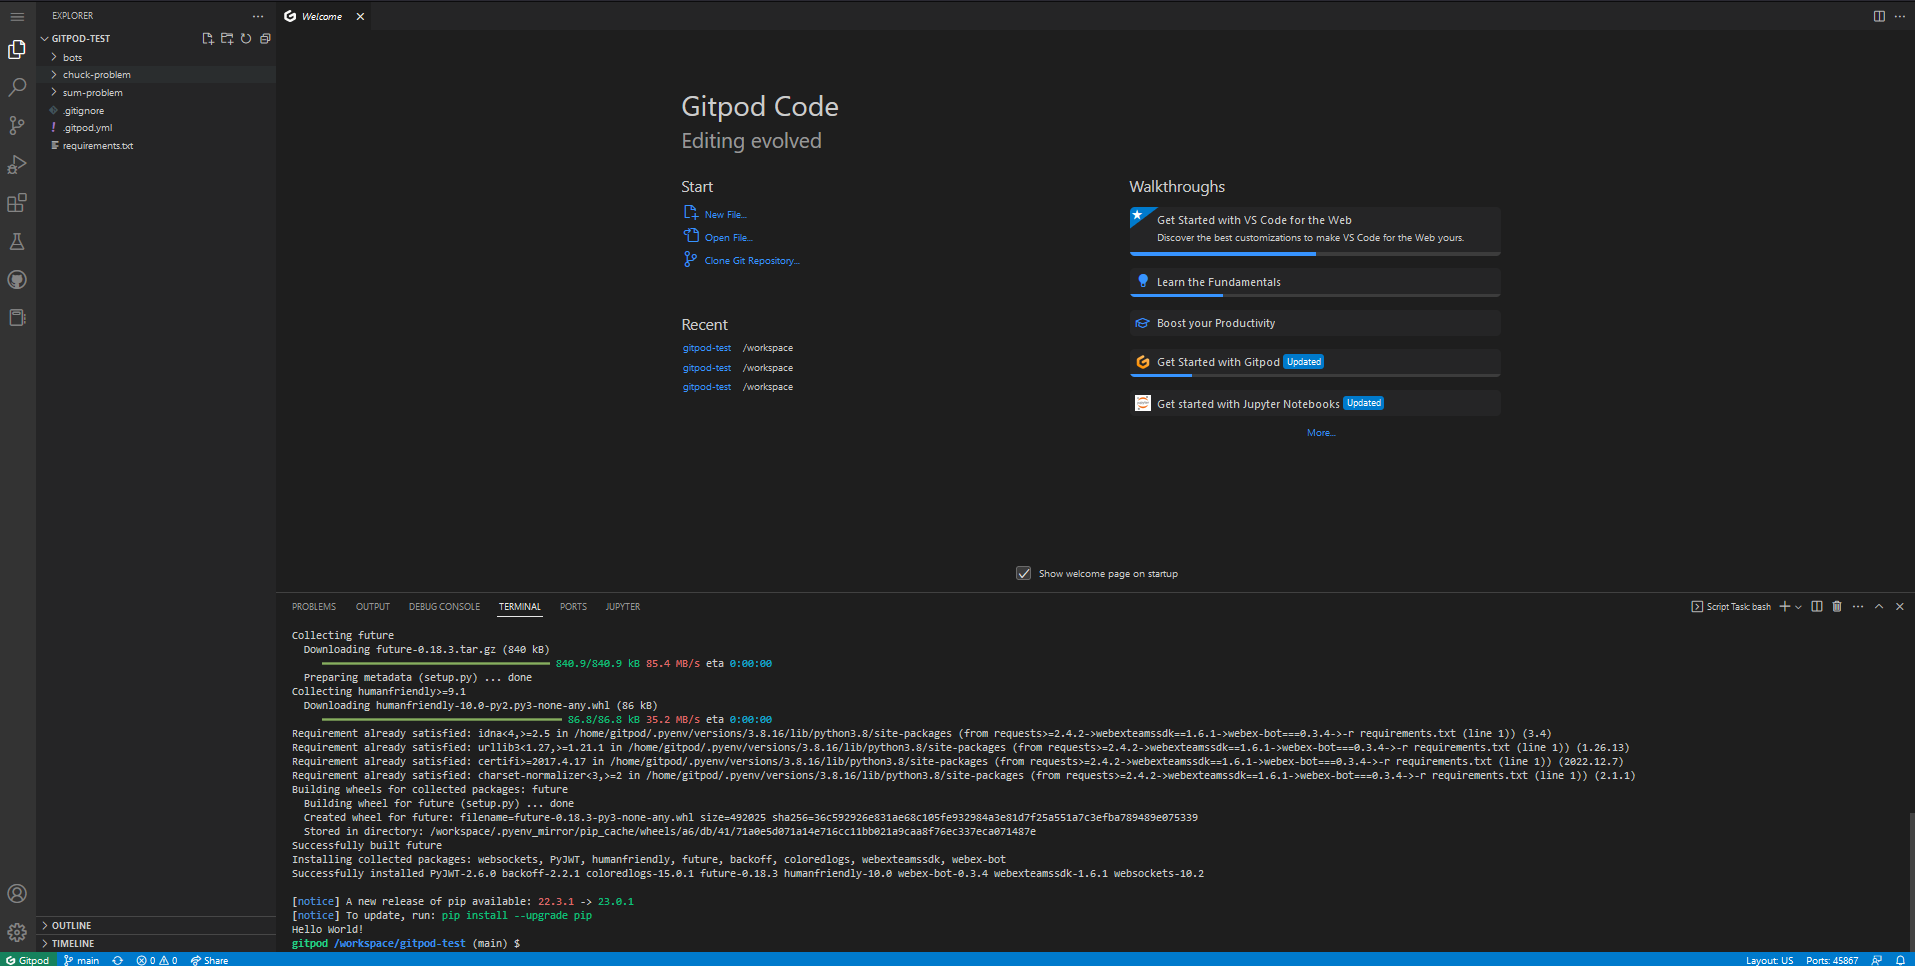 EXPLORER
GITPOD-TEST
bots
chuck-problem
sum-problem
.gitignore
.gitpod.yml
requirements.txt
OUTLINE
TIMELINE
Welcome
Gitpod Code
Editing evolved
Start
New File...
Open File...
Clone Git Repository...
Recent
gitpod-test /workspace
gitpod-test /workspace
gitpod-test /workspace
Walkthroughs
Get Started with VS Code for the Web
Discover the best customizations to make VS Code for the Web yours.
Learn the Fundamentals
Boost your Productivity
Get Started with Gitpod Updated
Get started with Jupyter Notebooks Updated
More...
Show welcome page on startup
PROBLEMS OUTPUT DEBUG CONSOLE TERMINAL PORTS JUPYTER
Script Task: bash
Collecting future
Downloading future-0.18.3.tar.gz (840 kB)
840.9/840.9 kB 85.4 MB/s eta 0:00:00
Preparing metadata (setup.py) ... done
Collecting humanfriendly>=9.1
Downloading humanfriendly-10.0-py2.py3-none-any.whl (86 kB)
86.8/86.8 kB 35.2 MB/s eta 0:00:00
Requirement already satisfied: idna<4,>=2.5 in /home/gitpod/.pyenv/versions/3.8.16/lib/python3.8/site-packages (from requests>=2.4.2->webexteamssdk==1.6.1->webex-bot===0.3.4->-r requirements.txt (line 1)) (3.4)
Requirement already satisfied: urllib3<1.27,>=1.21.1 in /home/gitpod/.pyenv/versions/3.8.16/lib/python3.8/site-packages (from requests>=2.4.2->webexteamssdk==1.6.1->webex-bot===0.3.4->-r requirements.txt (line 1)) (1.26.13)
Requirement already satisfied: certifi>=2017.4.17 in /home/gitpod/.pyenv/versions/3.8.16/lib/python3.8/site-packages (from requests>=2.4.2->webexteamssdk==1.6.1->webex-bot===0.3.4->-r requirements.txt (line 1)) (2022.12.7)
Requirement already satisfied: charset-normalizer<3,>=2 in /home/gitpod/.pyenv/versions/3.8.16/lib/python3.8/site-packages (from requests>=2.4.2->webexteamssdk==1.6.1->webex-bot===0.3.4->-r requirements.txt (line 1)) (2.1.1)
Building wheels for collected packages: future
Building wheel for future (setup.py) ... done
Created wheel for future: filename=future-0.18.3-py3-none-any.whl size=492025 sha256=36c592926e831ae68c105fe932984a3e81d7f25a551a7c3efba789489e075339
Stored in directory: /workspace/.pyenv_mirror/pip_cache/wheels/a6/db/41/71a0e5d071a14e716cc11bb021a9caa8f76ec337eca071487e
Successfully built future
Installing collected packages: websockets, PyJWT, humanfriendly, future, backoff, coloredlogs, webexteamssdk, webex-bot
Successfully installed PyJWT-2.6.0 backoff-2.2.1 coloredlogs-15.0.1 future-0.18.3 humanfriendly-10.0 webex-bot-0.3.4 webexteamssdk-1.6.1 websockets-10.2
[notice] A new release of pip available: 22.3.1 -> 23.0.1
[notice] To update, run: pip install --upgrade pip
Hello World!
gitpod /workspace/gitpod-test (main) $
Gitpod main 0 0 Share Layout: US Ports: 45867